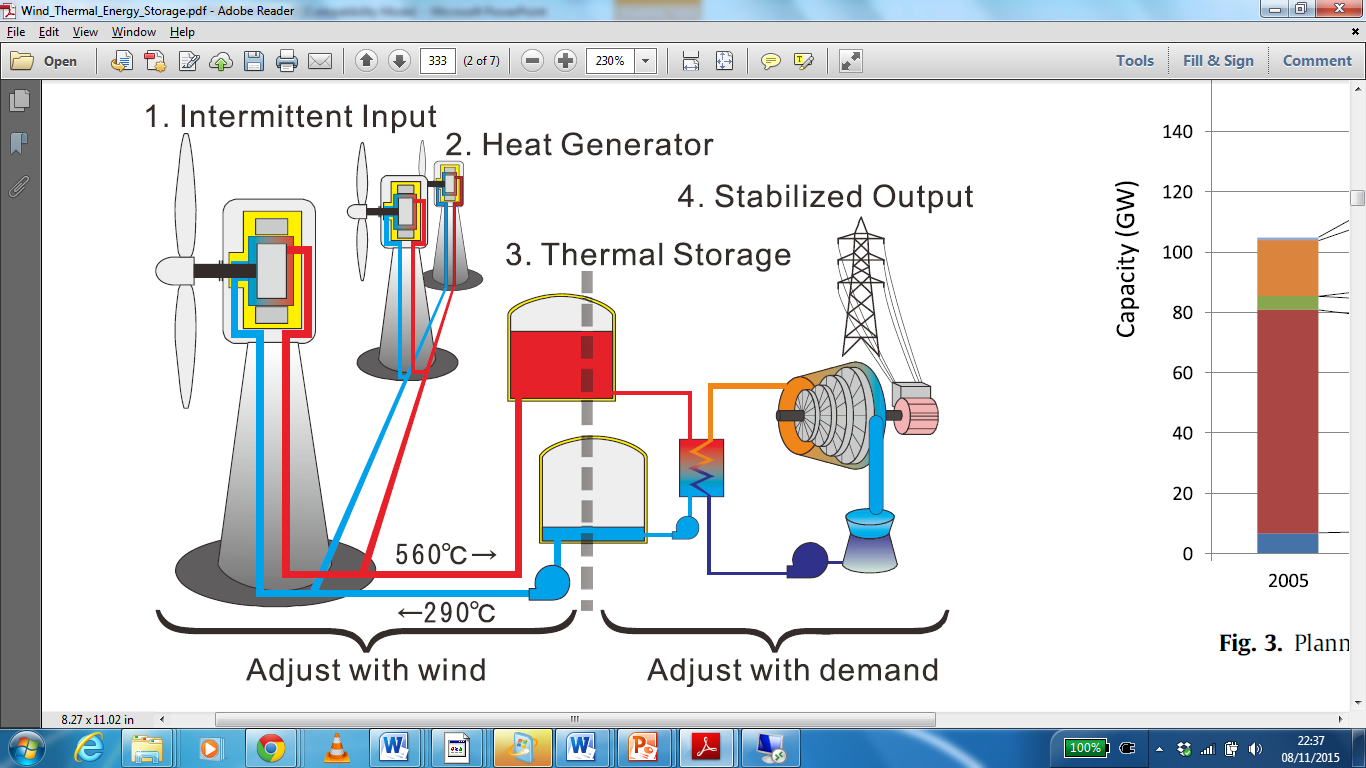 Wind_Thermal_Energy_Storage.pdf - Adobe Reader
File Edit View Window Help
Open
333 (2 of 7) 230%
Tools Fill & Sign Comment
1. Intermittent Input
2. Heat Generator
4. Stabilized Output
3. Thermal Storage
560℃→
←290℃
Adjust with wind
Adjust with demand
Capacity (GW)
140
120
100
80
60
40
20
0
2005
Fig. 3. Plann
8.27 x 11.02 in
100%
22:37
08/11/2015